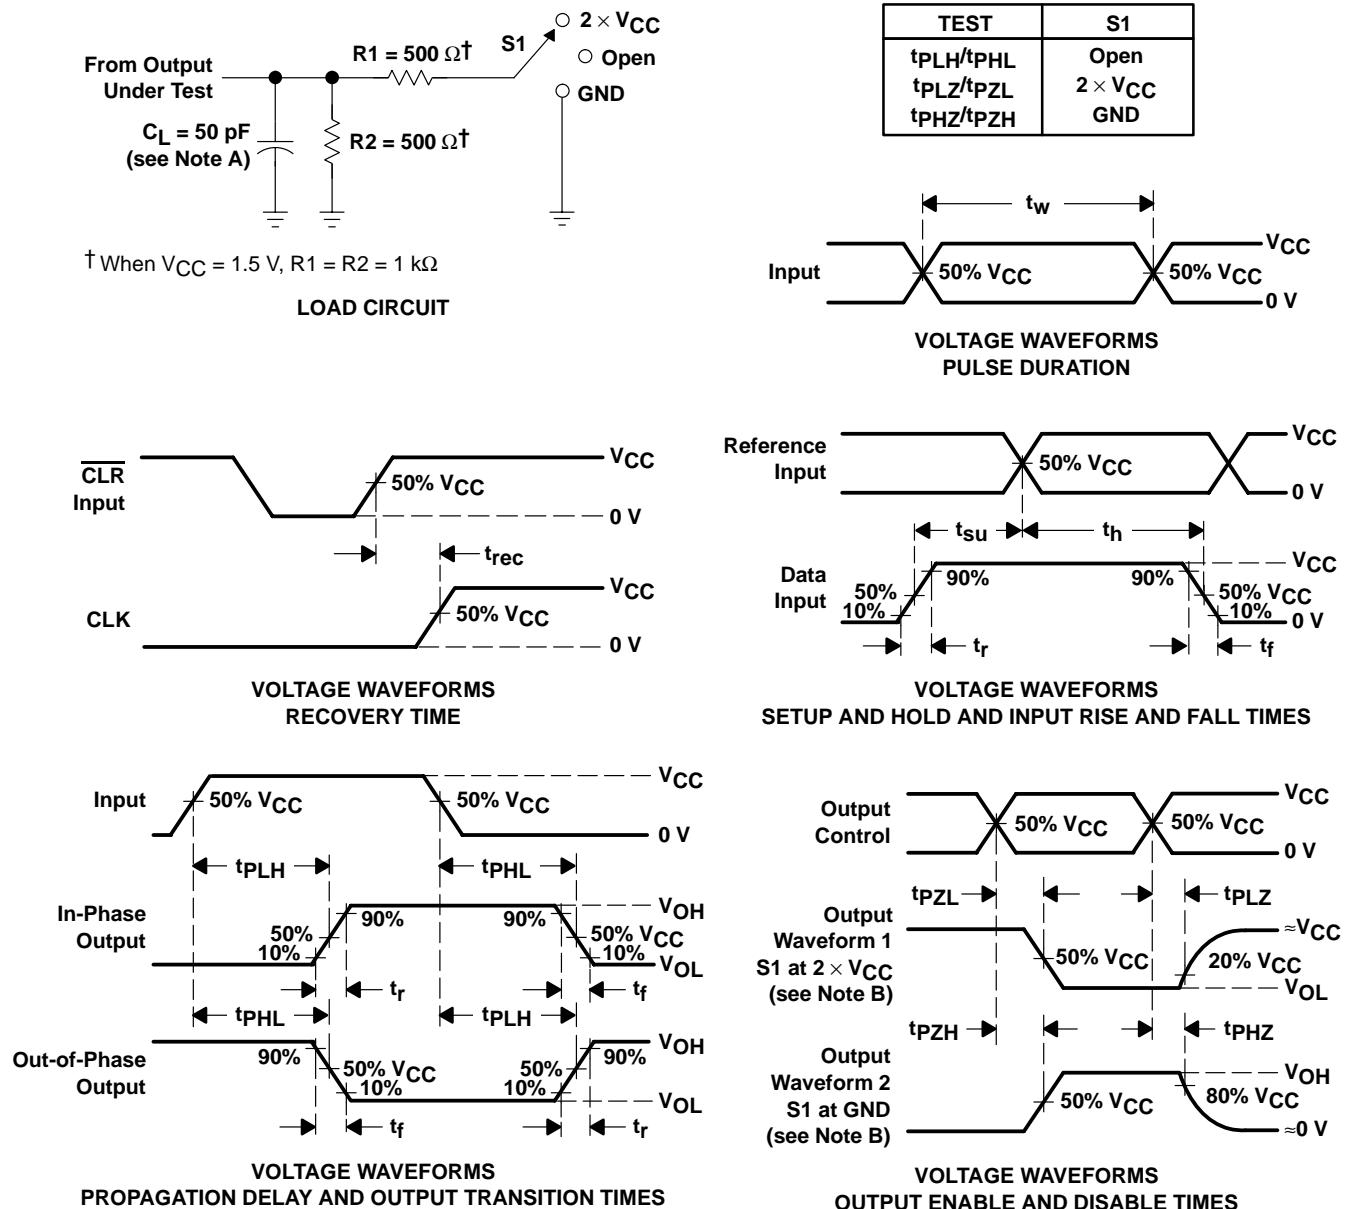 From Output
Under Test
R1 = 500 Ω†
S1
2 × VCC
Open
GND
CL = 50 pF
(see Note A)
R2 = 500 Ω†
† When VCC = 1.5 V, R1 = R2 = 1 kΩ
LOAD CIRCUIT
TEST S1
tPLH/tPHL Open
tPLZ/tPZL 2 × VCC
tPHZ/tPZH GND
tw
Input
50% VCC
50% VCC
VCC
0 V
VOLTAGE WAVEFORMS
PULSE DURATION
CLR
Input
50% VCC
VCC
0 V
trec
CLK
50% VCC
VCC
0 V
VOLTAGE WAVEFORMS
RECOVERY TIME
Reference
Input
50% VCC
VCC
0 V
tsu
th
Data
Input
50%
10%
90%
90%
VCC
50% VCC
10%
0 V
tr
tf
VOLTAGE WAVEFORMS
SETUP AND HOLD AND INPUT RISE AND FALL TIMES
Input
50% VCC
50% VCC
VCC
0 V
tPLH
tPHL
In-Phase
Output
50%
10%
90%
90%
VOH
50% VCC
10%
VOL
tr
tf
tPHL
tPLH
Out-of-Phase
Output
90%
50% VCC
10%
50%
10%
90%
VOH
VOL
tf
tr
VOLTAGE WAVEFORMS
PROPAGATION DELAY AND OUTPUT TRANSITION TIMES
Output
Control
50% VCC
50% VCC
VCC
0 V
tPZL
tPLZ
Output
Waveform 1
S1 at 2 × VCC
(see Note B)
50% VCC
≈VCC
20% VCC
VOL
tPZH
tPHZ
Output
Waveform 2
S1 at GND
(see Note B)
50% VCC
VOH
80% VCC
≈0 V
VOLTAGE WAVEFORMS
OUTPUT ENABLE AND DISABLE TIMES